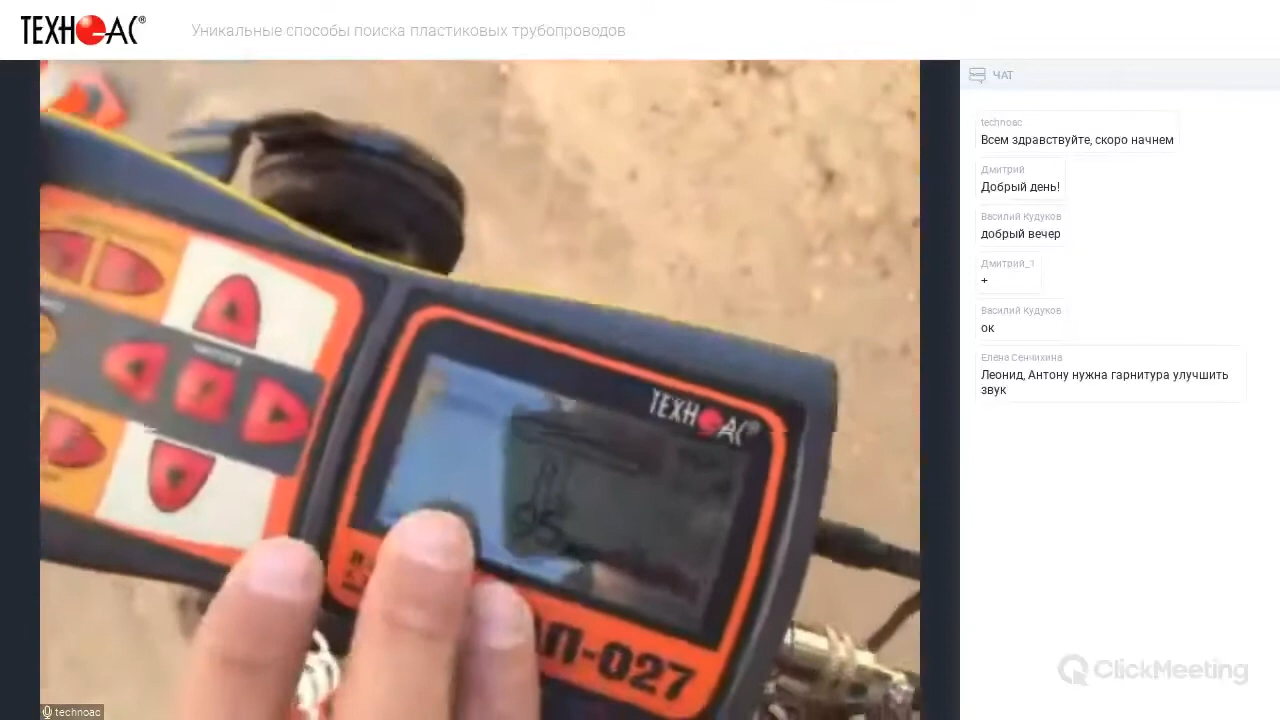 ТЕХНОАС®
Уникальные способы поиска пластиковых трубопроводов
ЧАТ
technoac
Всем здравствуйте, скоро начнем
Дмитрий
Добрый день!
Василий Кудуков
добрый вечер
Дмитрий_1
+
Василий Кудуков
ок
Елена Сенчихина
Леонид, Антону нужна гарнитура улучшить
звук
ТЕХНОАС®
АП-027
technoac
ClickMeeting